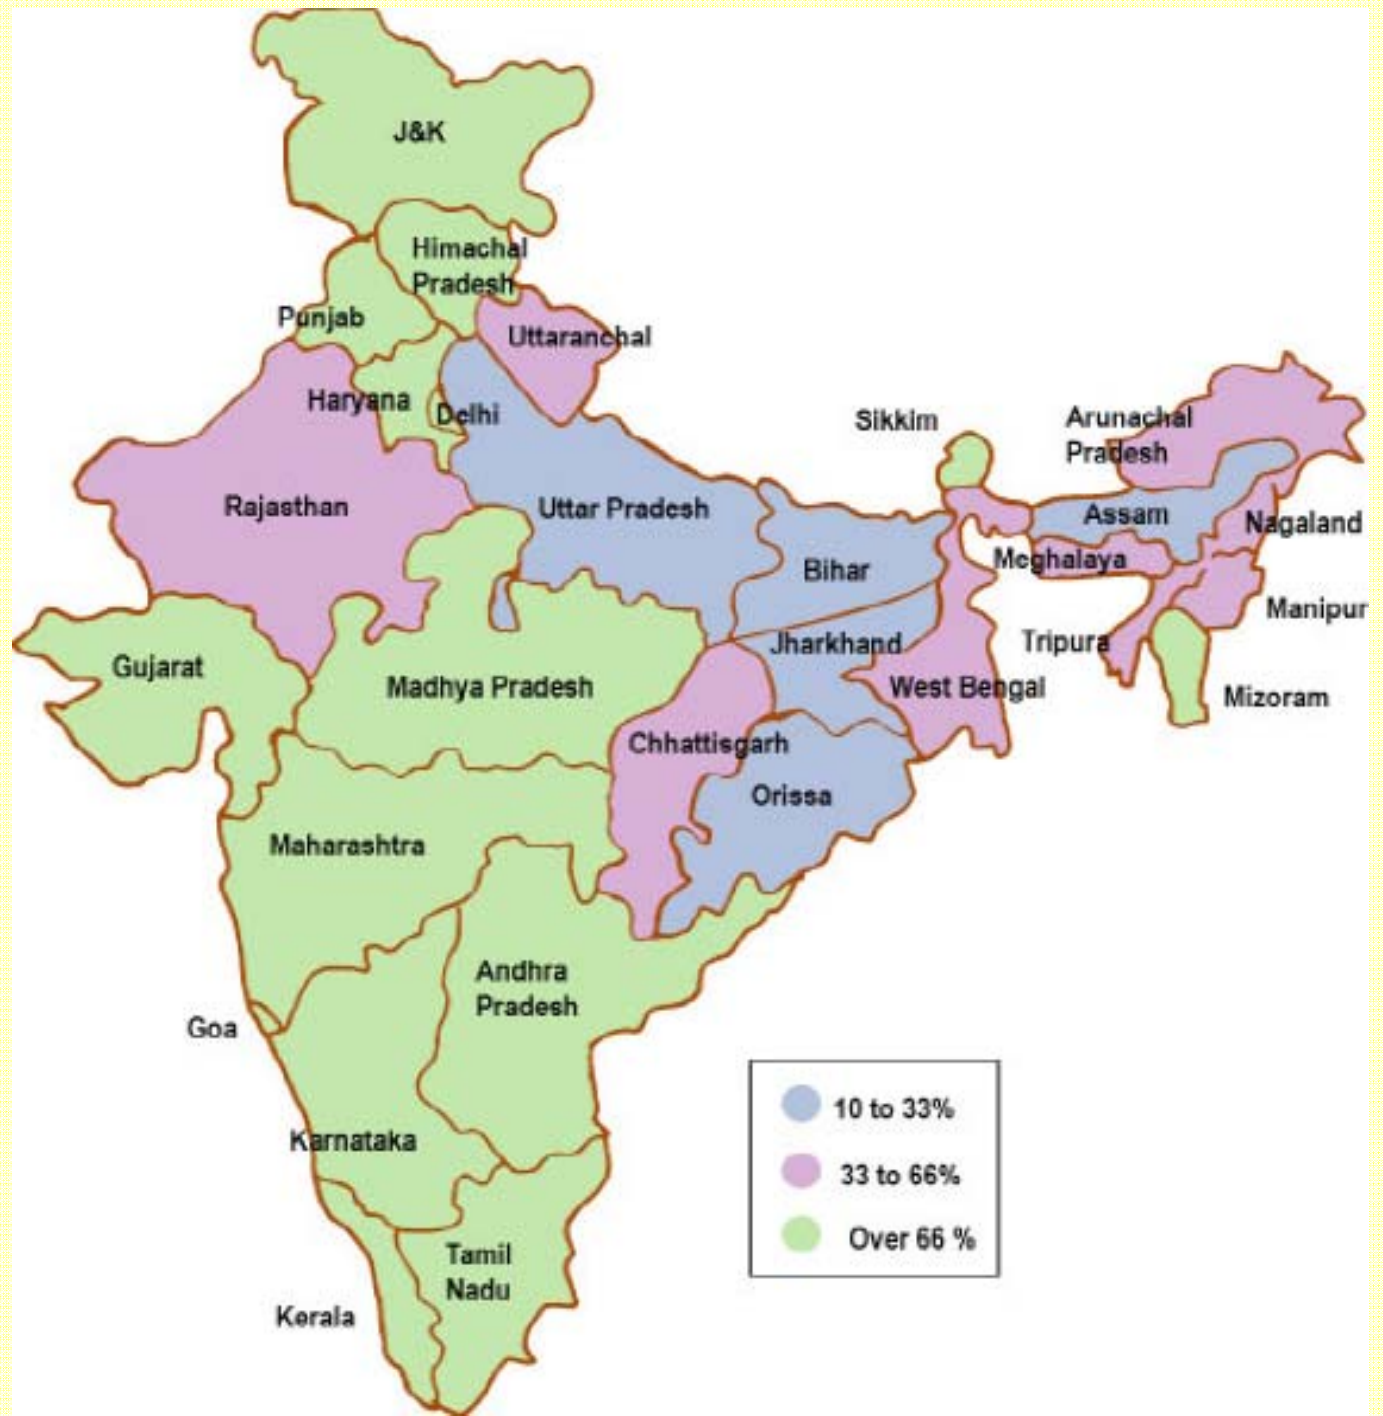 J&K
Himachal
Pradesh
Punjab
Uttaranchal
Haryana
Delhi
Sikkim
Arunachal
Pradesh
Rajasthan
Uttar Pradesh
Assam
Nagaland
Bihar
Meghalaya
Manipur
Gujarat
Jharkhand
Tripura
Madhya Pradesh
West Bengal
Mizoram
Chhattisgarh
Orissa
Maharashtra
Andhra
Pradesh
Goa
10 to 33%
Karnataka
33 to 66%
Over 66 %
Tamil
Nadu
Kerala